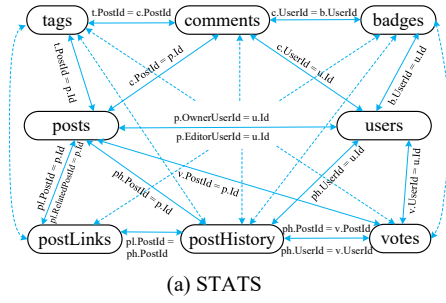 tags
t.PostId = c.PostId
comments
c.UserId = b.UserId
badges
t.PostId = p.Id
c.PostId = p.Id
c.UserId = u.Id
b.UserId = u.Id
posts
p.OwnerUserId = u.Id
p.EditorUserId = u.Id
users
pl.PostId = p.Id
pl.RelatedPostId = p.Id
ph.PostId = p.Id
v.PostId = p.Id
ph.UserId = u.Id
v.UserId = u.Id
postLinks
pl.PostId =
ph.PostId
postHistory
ph.PostId = v.PostId
ph.UserId = v.UserId
votes
(a) STATS